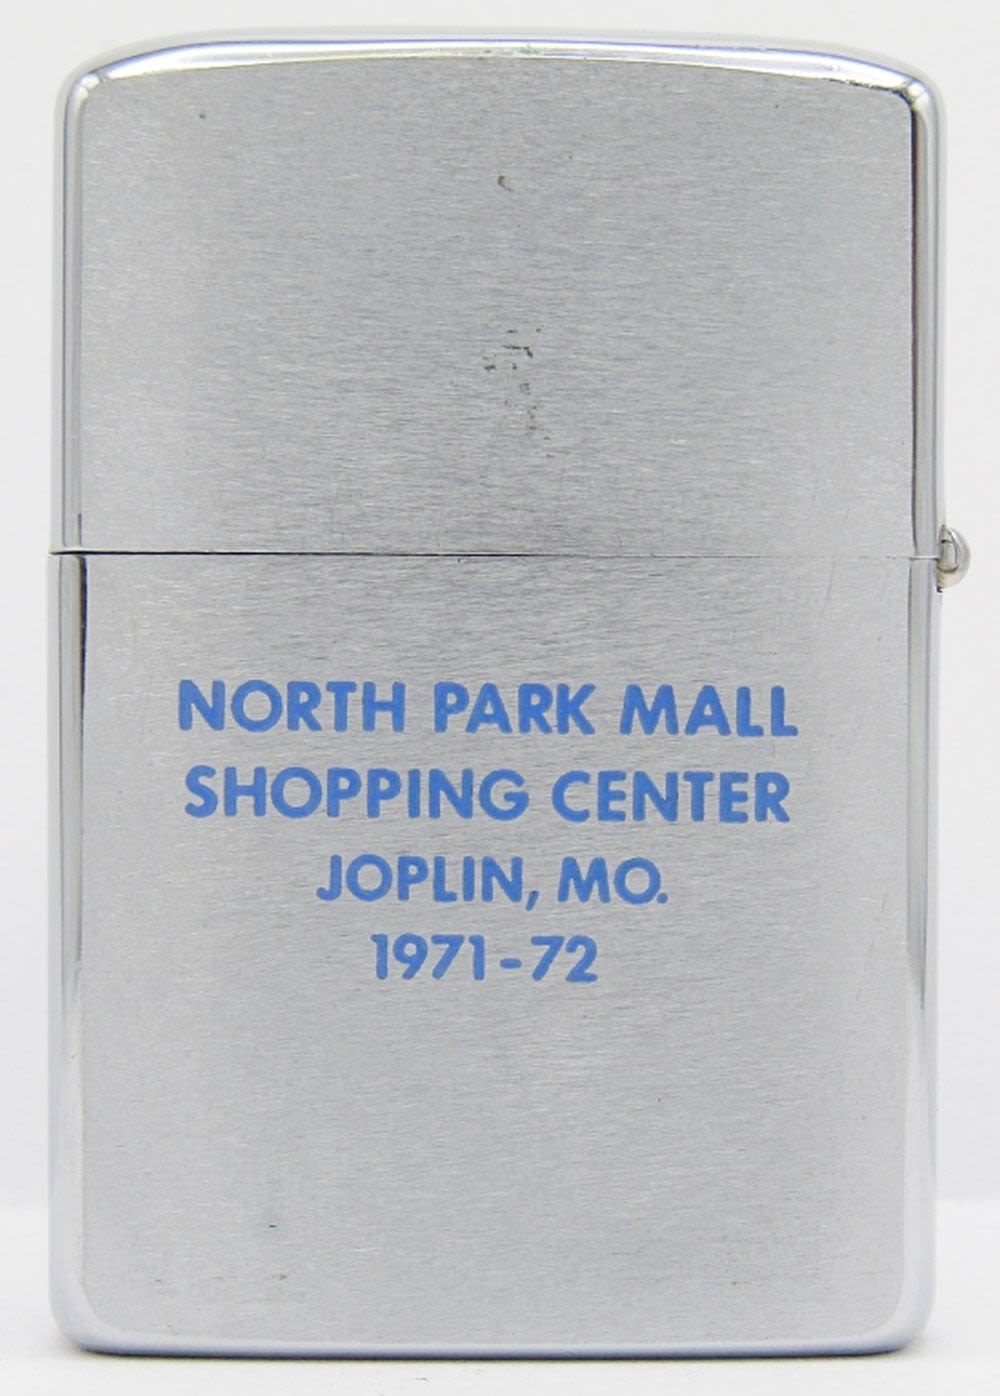 NORTH PARK MALL
SHOPPING CENTER
JOPLIN, MO.
1971-72